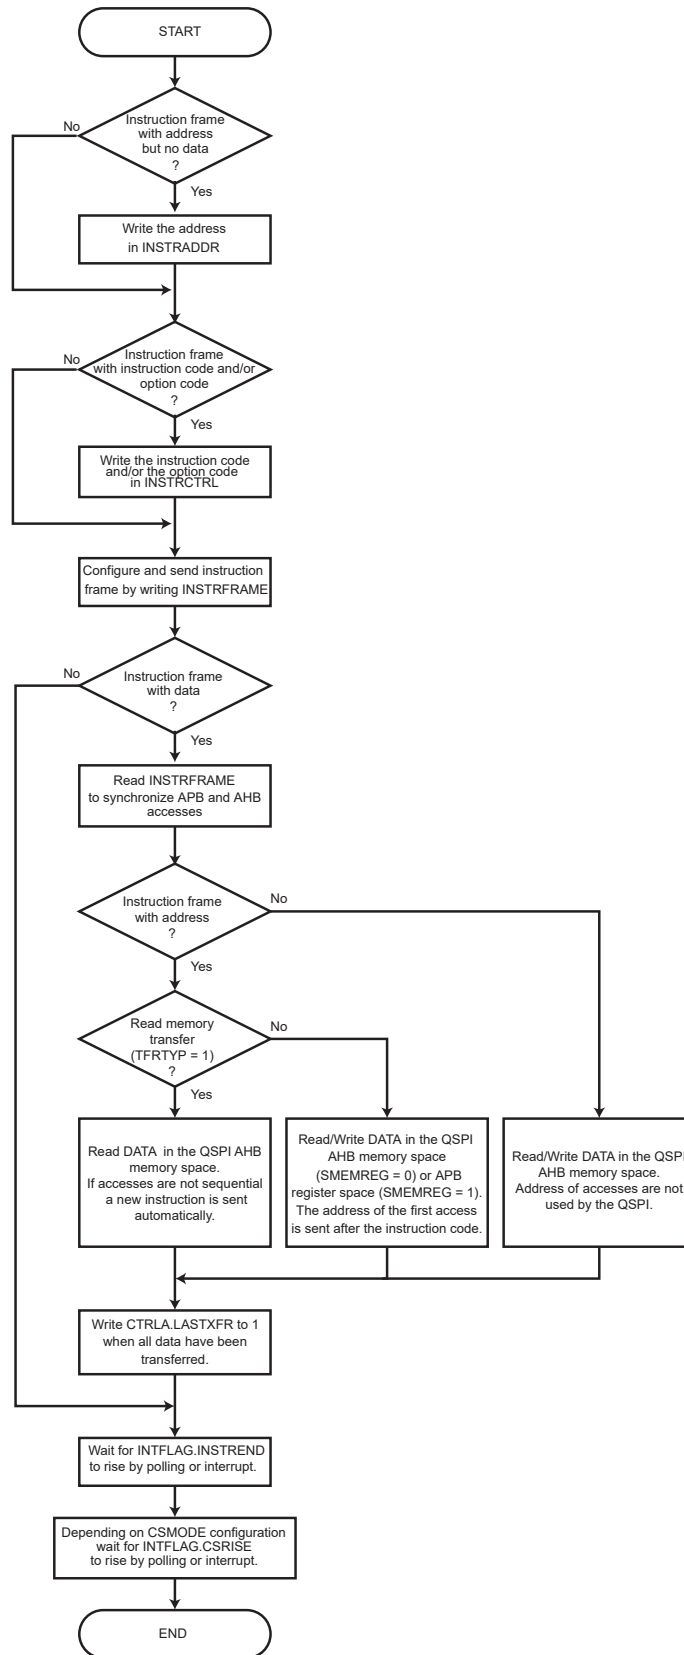 START
No
Instruction frame
with address
but no data
?
Yes
Write the address
in INSTRADDR
No
Instruction frame
with instruction code and/or
option code
?
Yes
Write the instruction code
and/or the option code
in INSTRCTRL
Configure and send instruction
frame by writing INSTRFRAME
No
Instruction frame
with data
?
Yes
Read INSTRFRAME
to synchronize APB and AHB
accesses
Instruction frame
with address
?
No
Yes
Read memory
transfer
(TFRTYP = 1)
?
No
Yes
Read DATA in the QSPI AHB
memory space.
If accesses are not sequential
a new instruction is sent
automatically.
Read/Write DATA in the QSPI
AHB memory space
(SMEMREG = 0) or APB
register space (SMEMREG = 1).
The address of the first access
is sent after the instruction code.
Read/Write DATA in the QSPI
AHB memory space.
Address of accesses are not
used by the QSPI.
Write CTRLA.LASTXFR to 1
when all data have been
transferred.
Wait for INTFLAG.INSTREND
to rise by polling or interrupt.
Depending on CSMODE configuration
wait for INTFLAG.CSRISE
to rise by polling or interrupt.
END